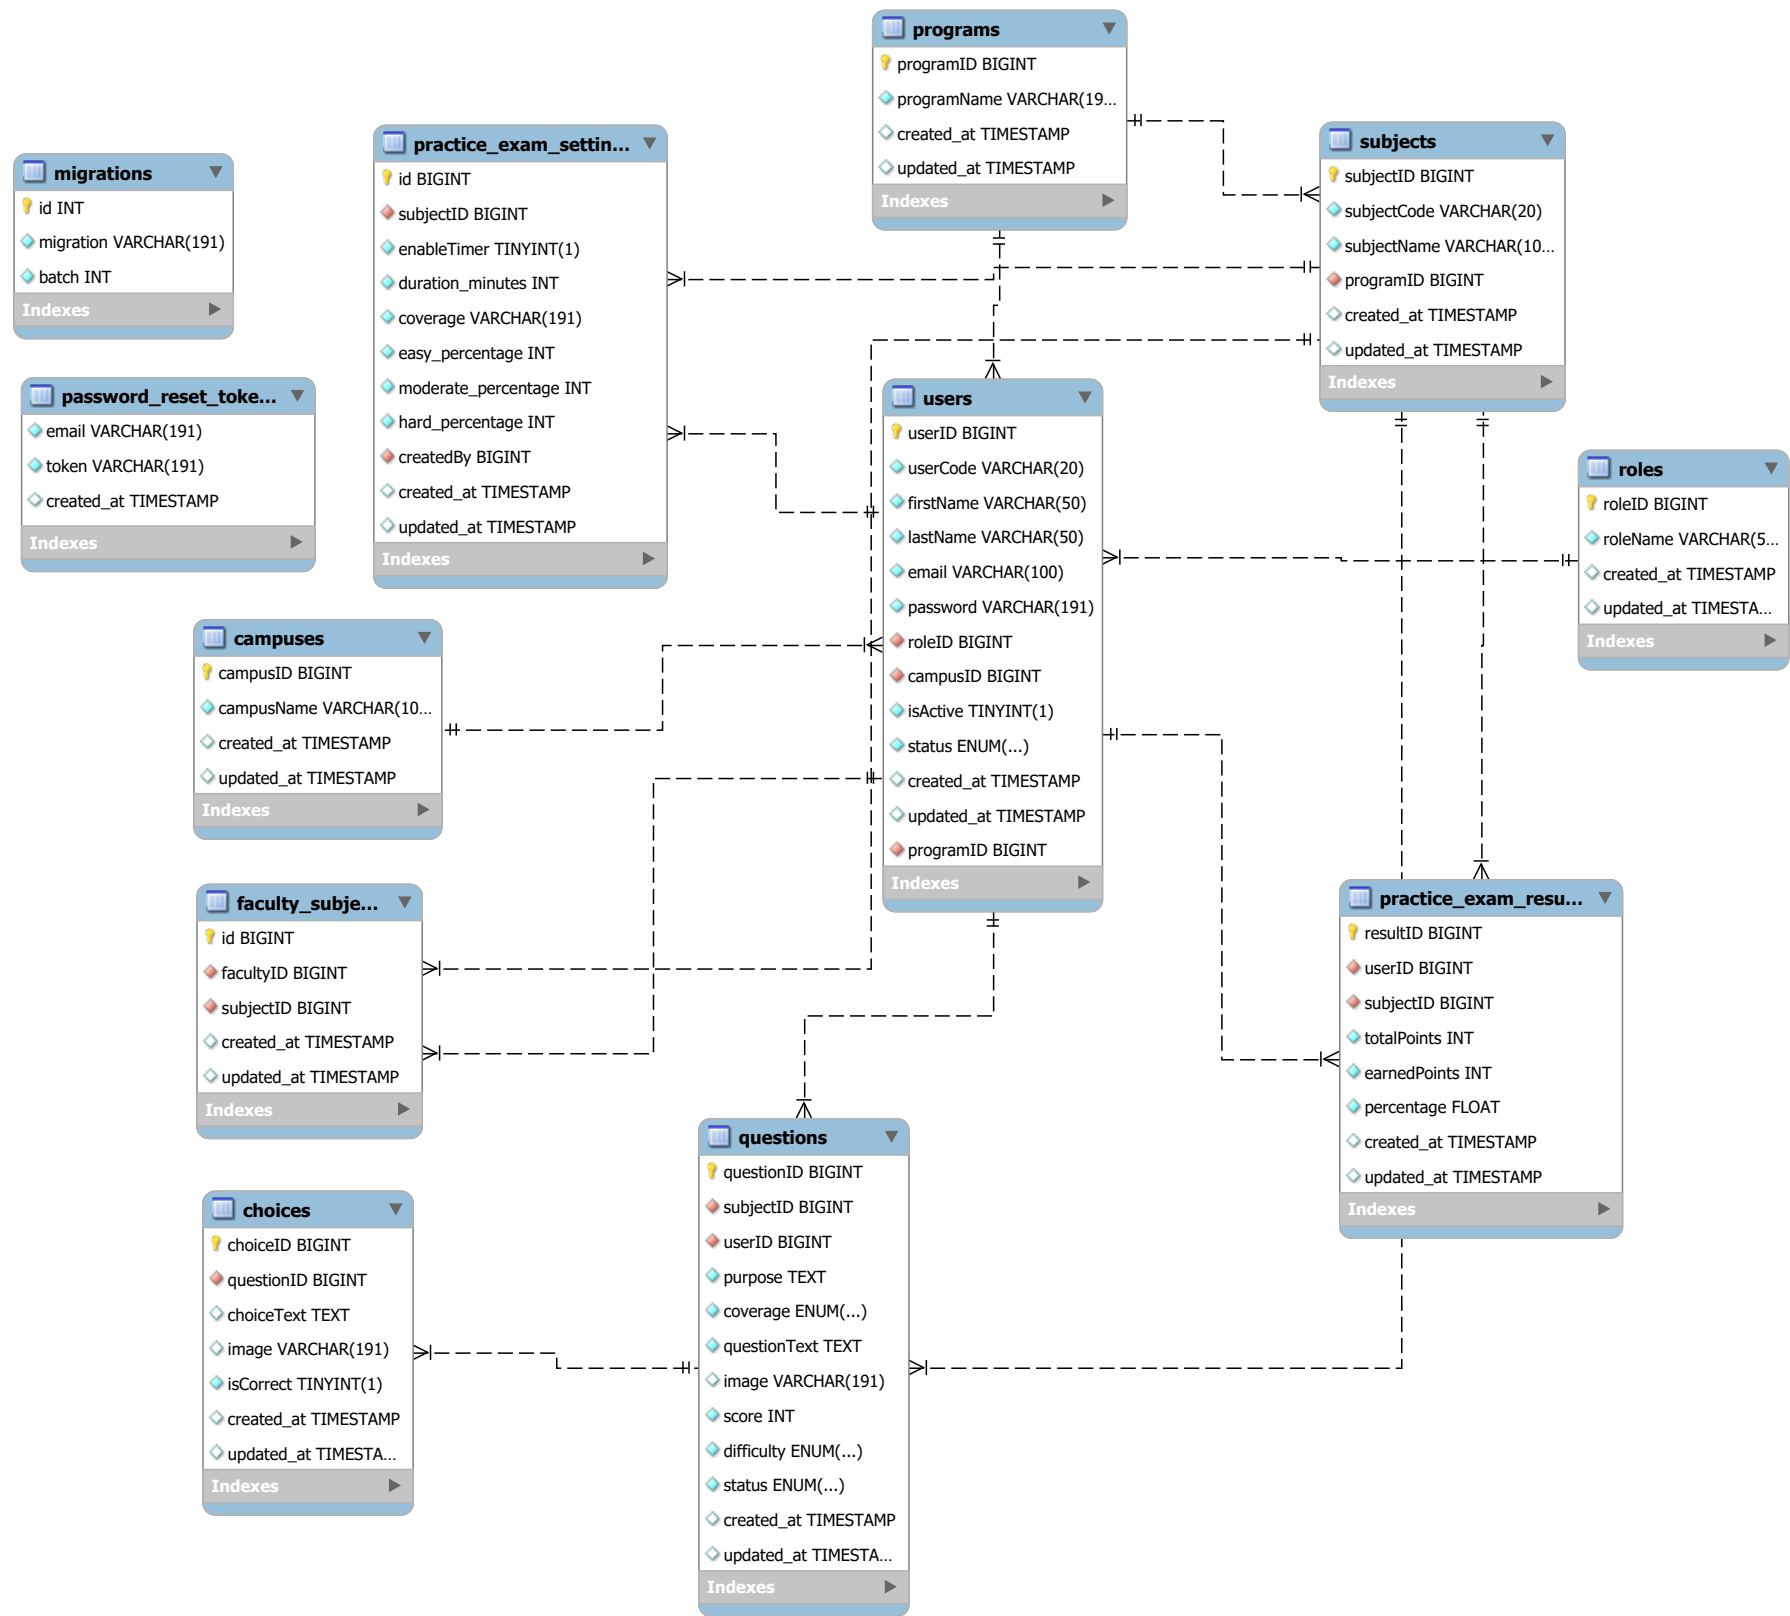 programs
programID BIGINT
programName VARCHAR(19...
created_at TIMESTAMP
updated_at TIMESTAMP
Indexes
subjects
subjectID BIGINT
subjectCode VARCHAR(20)
subjectName VARCHAR(10...
programID BIGINT
created_at TIMESTAMP
updated_at TIMESTAMP
Indexes
practice_exam_settin...
id BIGINT
subjectID BIGINT
enableTimer TINYINT(1)
duration_minutes INT
coverage VARCHAR(191)
easy_percentage INT
moderate_percentage INT
hard_percentage INT
createdBy BIGINT
created_at TIMESTAMP
updated_at TIMESTAMP
Indexes
migrations
id INT
migration VARCHAR(191)
batch INT
Indexes
password_reset_toke...
email VARCHAR(191)
token VARCHAR(191)
created_at TIMESTAMP
Indexes
users
userID BIGINT
userCode VARCHAR(20)
firstName VARCHAR(50)
lastName VARCHAR(50)
email VARCHAR(100)
password VARCHAR(191)
roleID BIGINT
campusID BIGINT
isActive TINYINT(1)
status ENUM(...)
created_at TIMESTAMP
updated_at TIMESTAMP
programID BIGINT
Indexes
roles
roleID BIGINT
roleName VARCHAR(5...
created_at TIMESTAMP
updated_at TIMESTA...
Indexes
campuses
campusID BIGINT
campusName VARCHAR(10...
created_at TIMESTAMP
updated_at TIMESTAMP
Indexes
faculty_subje...
id BIGINT
facultyID BIGINT
subjectID BIGINT
created_at TIMESTAMP
updated_at TIMESTAMP
Indexes
practice_exam_resu...
resultID BIGINT
userID BIGINT
subjectID BIGINT
totalPoints INT
earnedPoints INT
percentage FLOAT
created_at TIMESTAMP
updated_at TIMESTAMP
Indexes
questions
questionID BIGINT
subjectID BIGINT
userID BIGINT
purpose TEXT
coverage ENUM(...)
questionText TEXT
image VARCHAR(191)
score INT
difficulty ENUM(...)
status ENUM(...)
created_at TIMESTAMP
updated_at TIMESTA...
Indexes
choices
choiceID BIGINT
questionID BIGINT
choiceText TEXT
image VARCHAR(191)
isCorrect TINYINT(1)
created_at TIMESTAMP
updated_at TIMESTA...
Indexes